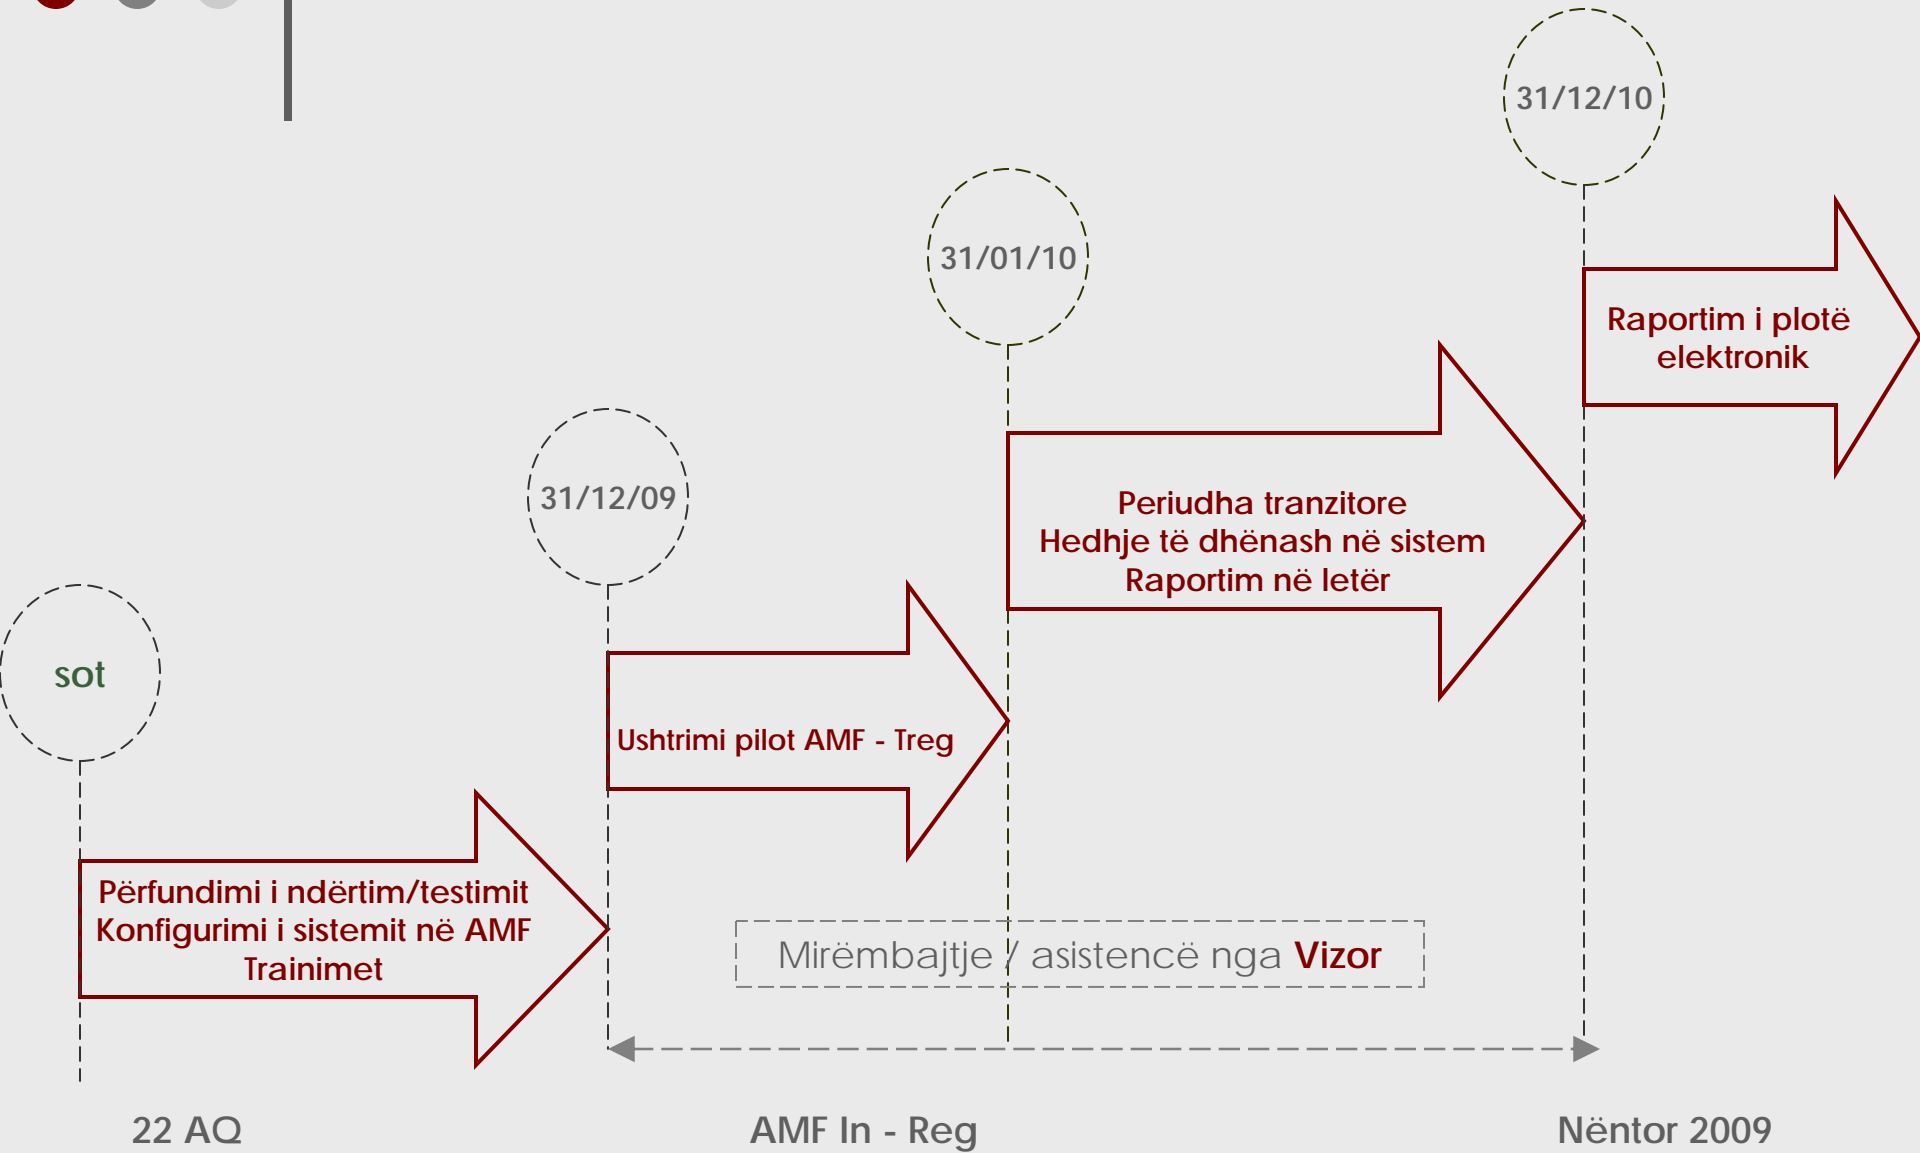 31/12/10
31/01/10
Raportim i plotë
elektronik
31/12/09
Periudha tranzitore
Hedhje të dhënash në sistem
Raportim në letër
sot
Ushtrimi pilot AMF - Treg
Përfundimi i ndërtim/testimit
Konfigurimi i sistemit në AMF
Trainimet
Mirëmbajtje / asistencë nga Vizor
22 AQ
AMF In - Reg
Nëntor 2009